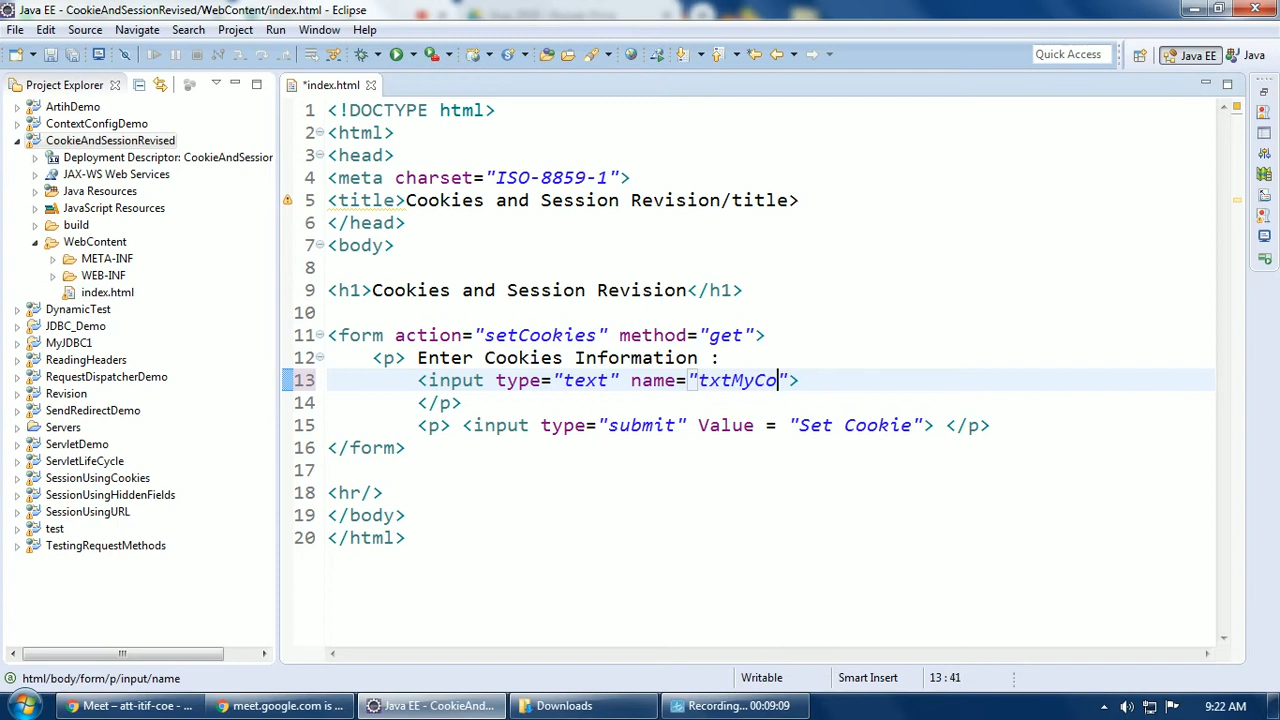 Java EE - CookieAndSessionRevised/WebContent/index.html - Eclipse
File Edit Source Navigate Search Project Run Window Help
Quick Access
Java EE
Java
Project Explorer
*index.html
ArtihDemo
ContextConfigDemo
CookieAndSessionRevised
Deployment Descriptor: CookieAndSession
JAX-WS Web Services
Java Resources
JavaScript Resources
build
WebContent
META-INF
WEB-INF
index.html
DynamicTest
JDBC_Demo
MyJDBC1
ReadingHeaders
RequestDispatcherDemo
Revision
SendRedirectDemo
Servers
ServletDemo
ServletLifeCycle
SessionUsingCookies
SessionUsingHiddenFields
SessionUsingURL
test
TestingRequestMethods
1 <!DOCTYPE html>
2 <html>
3 <head>
4 <meta charset="ISO-8859-1">
5 <title>Cookies and Session Revision/title>
6 </head>
7 <body>
8
9 <h1>Cookies and Session Revision</h1>
10
11 <form action="setCookies" method="get">
12 <p> Enter Cookies Information :
13 <input type="text" name="txtMyCo">
14 </p>
15 <p> <input type="submit" Value = "Set Cookie"> </p>
16 </form>
17
18 <hr/>
19 </body>
20 </html>
html/body/form/p/input/name
Writable
Smart Insert
13 : 41
Meet – att-itif-coe - ...
meet.google.com is ...
Java EE - CookieAnd...
Downloads
Recording... 00:09:09
9:22 AM